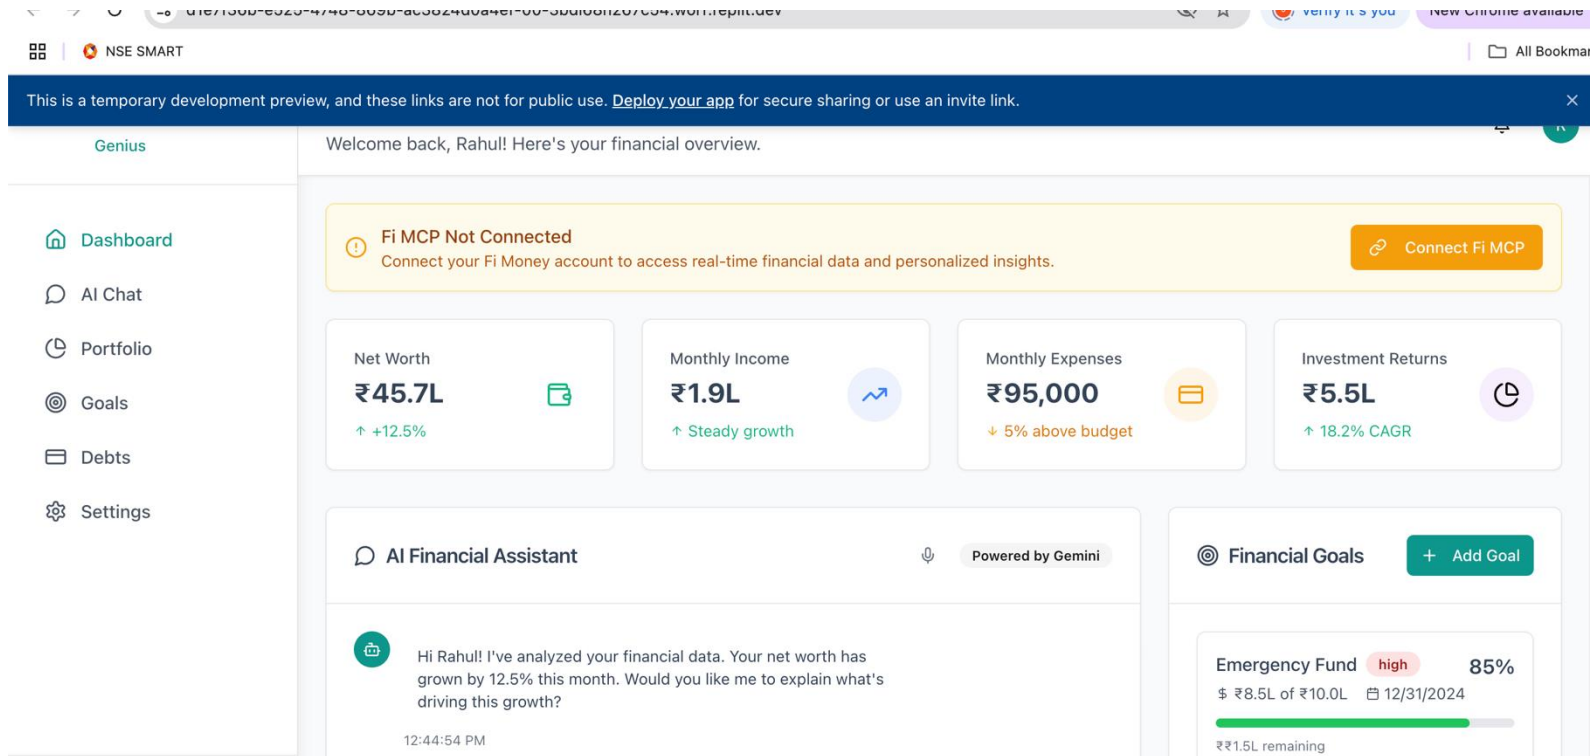 NSE SMART
All Bookmar
This is a temporary development preview, and these links are not for public use. Deploy your app for secure sharing or use an invite link.
Genius
Welcome back, Rahul! Here's your financial overview.
R
Dashboard
AI Chat
Portfolio
Goals
Debts
Settings
Fi MCP Not Connected
Connect your Fi Money account to access real-time financial data and personalized insights.
Connect Fi MCP
Net Worth
₹45.7L
↑ +12.5%
Monthly Income
₹1.9L
↑ Steady growth
Monthly Expenses
₹95,000
↓ 5% above budget
Investment Returns
₹5.5L
↑ 18.2% CAGR
AI Financial Assistant
Powered by Gemini
Hi Rahul! I've analyzed your financial data. Your net worth has
grown by 12.5% this month. Would you like me to explain what's
driving this growth?
12:44:54 PM
Financial Goals
+ Add Goal
Emergency Fund high 85%
$ ₹8.5L of ₹10.0L 12/31/2024
₹₹1.5L remaining